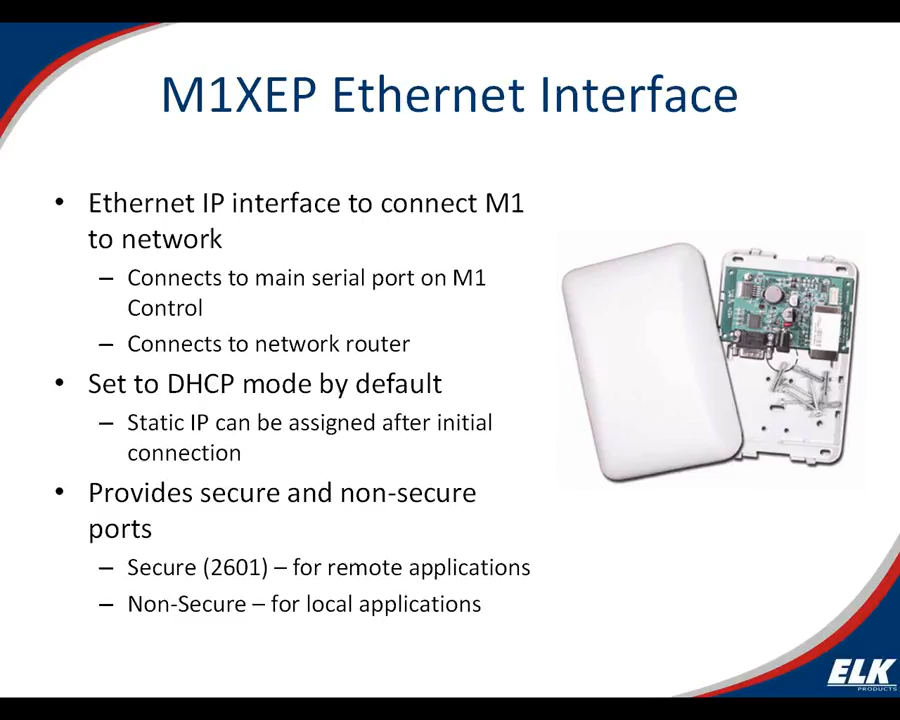 M1XEP Ethernet Interface
• Ethernet IP interface to connect M1
to network
– Connects to main serial port on M1
Control
– Connects to network router
• Set to DHCP mode by default
– Static IP can be assigned after initial
connection
• Provides secure and non-secure
ports
– Secure (2601) – for remote applications
– Non-Secure – for local applications
ELK
PRODUCTS